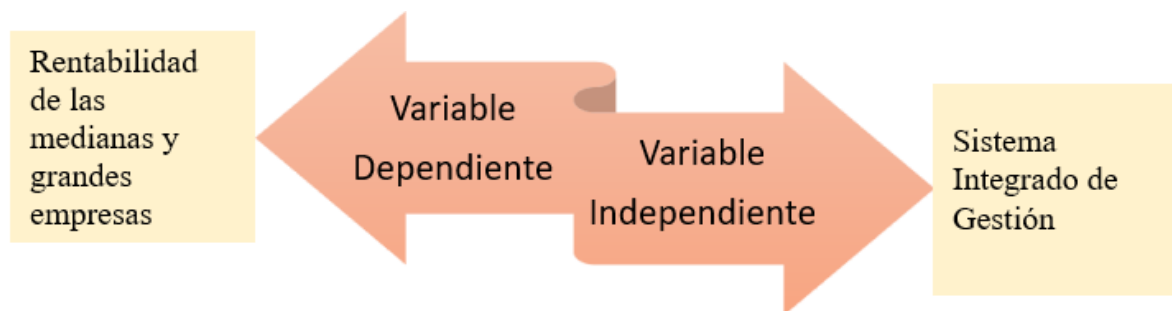 Rentabilidad
de las
medianas y
grandes
empresas
Variable
Dependiente
Variable
Independiente
Sistema
Integrado de
Gestión